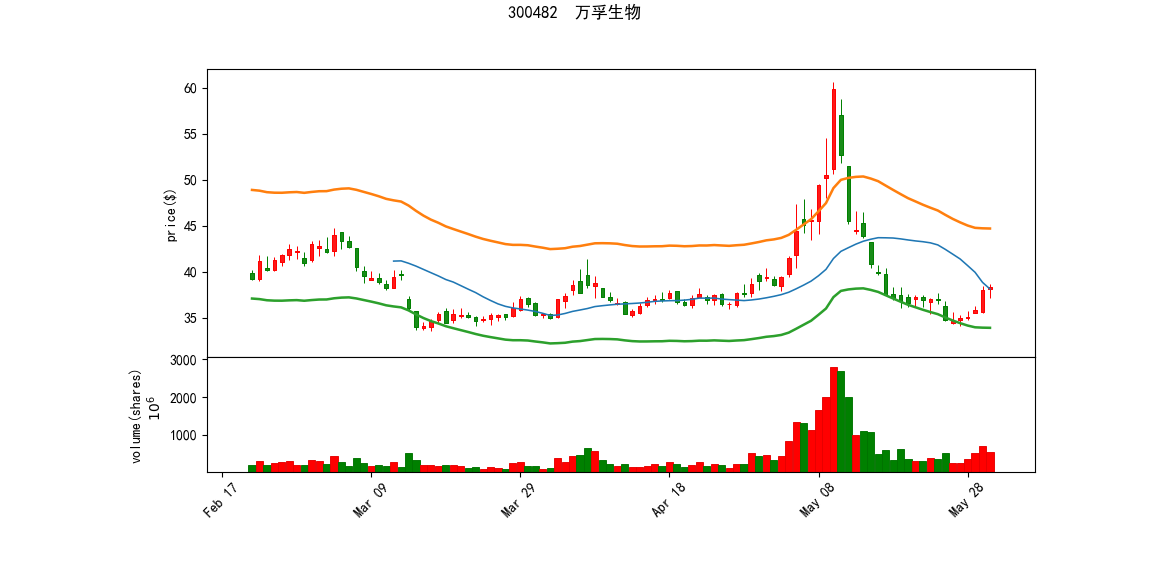 300482  万孚生物
price($)
60
55
50
45
40
35
volume(shares)
10^6
3000
2000
1000
Feb 17
Mar 09
Mar 29
Apr 18
May 08
May 28